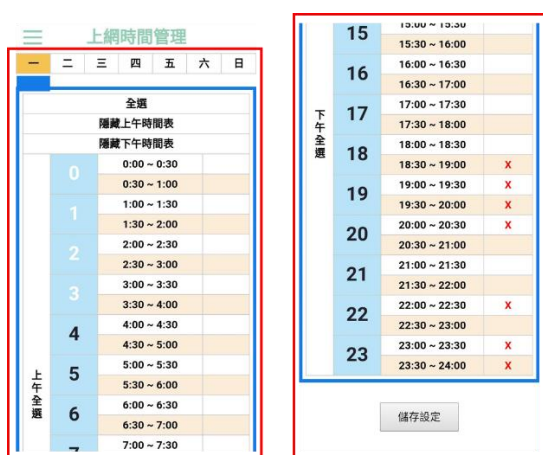 上網時間管理
一 二 三 四 五 六 日
全選
隱藏上午時間表
隱藏下午時間表
上午全選
0
0:00 ~ 0:30
0:30 ~ 1:00
1
1:00 ~ 1:30
1:30 ~ 2:00
2
2:00 ~ 2:30
2:30 ~ 3:00
3
3:00 ~ 3:30
3:30 ~ 4:00
4
4:00 ~ 4:30
4:30 ~ 5:00
5
5:00 ~ 5:30
5:30 ~ 6:00
6
6:00 ~ 6:30
6:30 ~ 7:00
7
7:00 ~ 7:30
下午全選
15
15:00 ~ 15:30
15:30 ~ 16:00
16
16:00 ~ 16:30
16:30 ~ 17:00
17
17:00 ~ 17:30
17:30 ~ 18:00
18
18:00 ~ 18:30
18:30 ~ 19:00 X
19
19:00 ~ 19:30 X
19:30 ~ 20:00 X
20
20:00 ~ 20:30 X
20:30 ~ 21:00
21
21:00 ~ 21:30
21:30 ~ 22:00
22
22:00 ~ 22:30 X
22:30 ~ 23:00
23
23:00 ~ 23:30 X
23:30 ~ 24:00 X
儲存設定